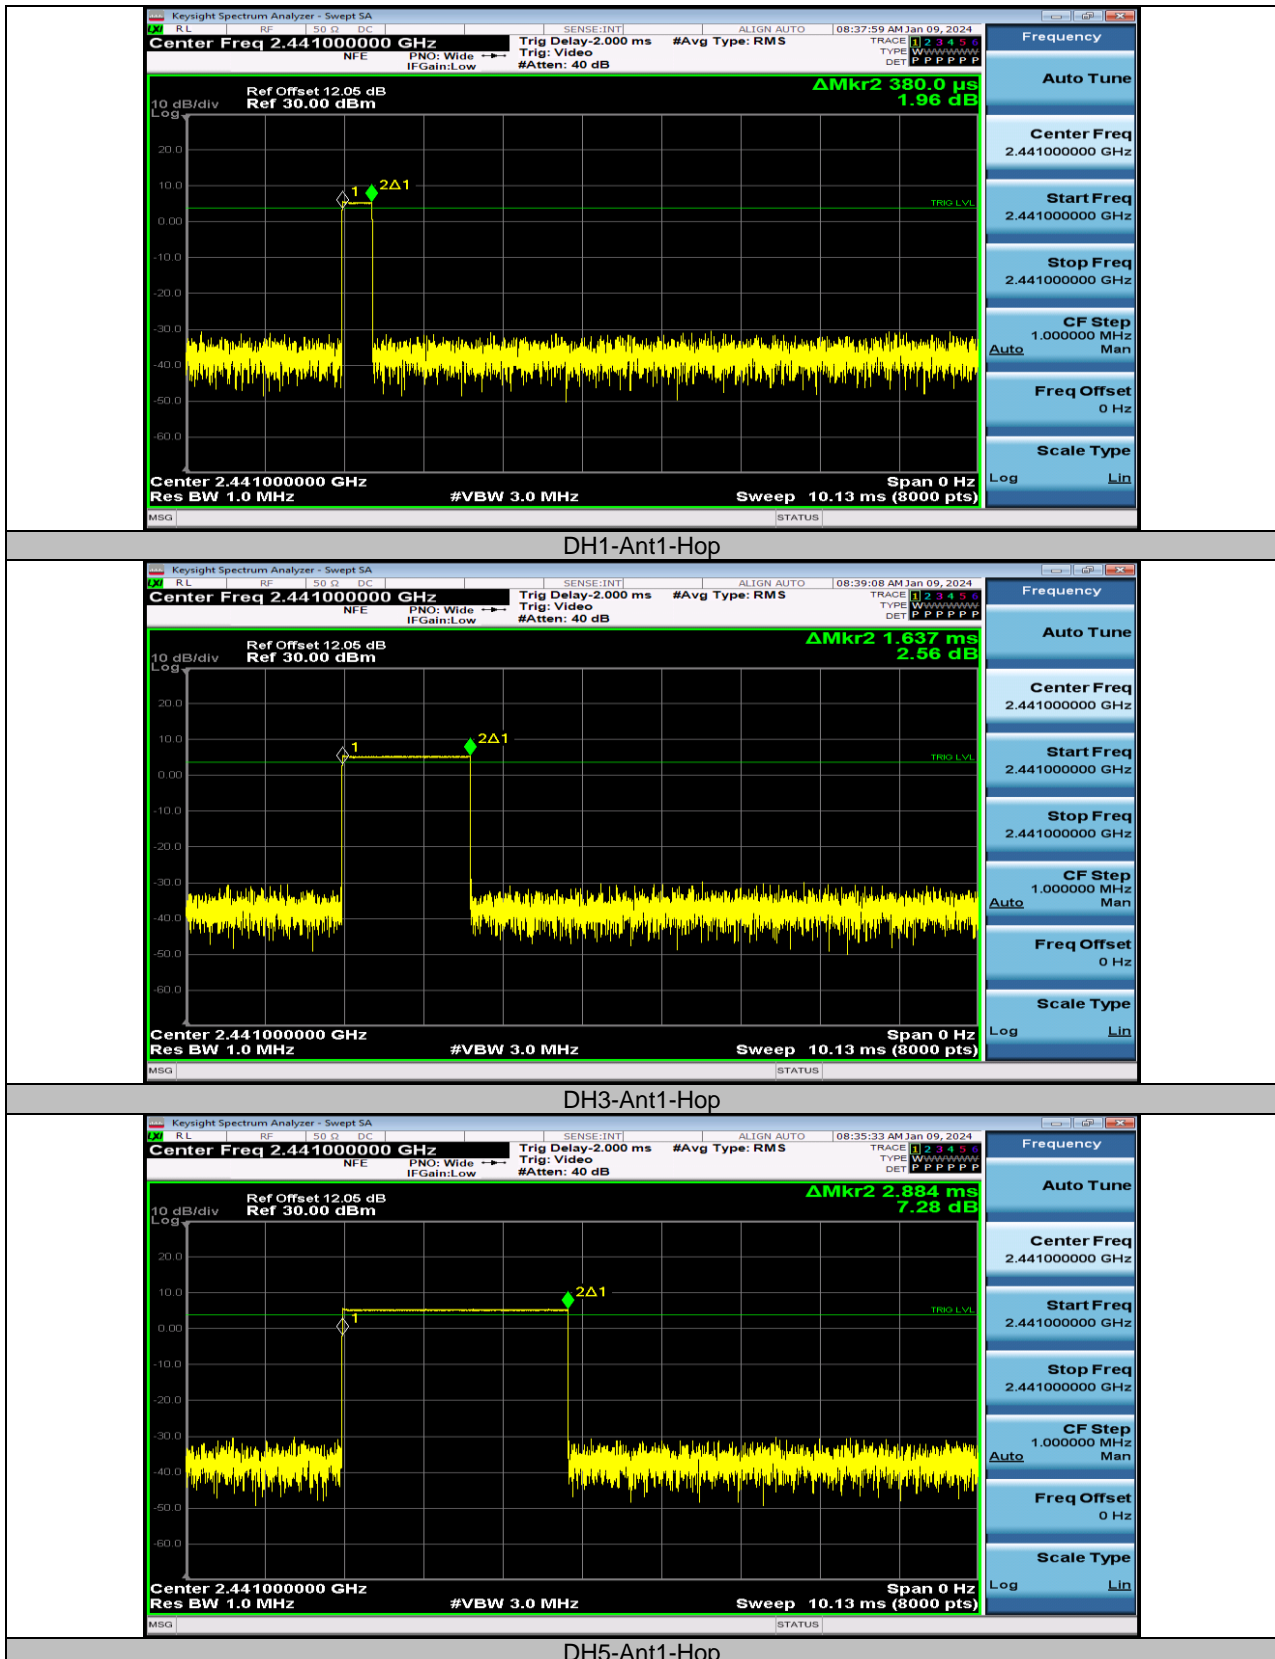 Keysight Spectrum Analyzer - Swept SA
LXI RL RF 50 Ω DC SENSE:INT ALIGN AUTO 08:37:59 AM Jan 09, 2024
Center Freq 2.441000000 GHz
NFE PNO: Wide IFGain:Low
Trig Delay-2.000 ms #Avg Type: RMS
Trig: Video
#Atten: 40 dB
TRACE 1 2 3 4 5 6
TYPE WWWWWW
DET P P P P P P
Frequency
ΔMkr2 380.0 µs
1.96 dB
Ref Offset 12.05 dB
10 dB/div Ref 30.00 dBm
Log
20.0
10.0
0.00
-10.0
-20.0
-30.0
-40.0
-50.0
-60.0
1
2Δ1
TRIG LVL
Center 2.441000000 GHz Span 0 Hz
Res BW 1.0 MHz #VBW 3.0 MHz Sweep 10.13 ms (8000 pts)
MSG STATUS
Auto Tune
Center Freq
2.441000000 GHz
Start Freq
2.441000000 GHz
Stop Freq
2.441000000 GHz
CF Step
1.000000 MHz
Auto Man
Freq Offset
0 Hz
Scale Type
Log Lin
DH1-Ant1-Hop
Keysight Spectrum Analyzer - Swept SA
LXI RL RF 50 Ω DC SENSE:INT ALIGN AUTO 08:39:08 AM Jan 09, 2024
Center Freq 2.441000000 GHz
NFE PNO: Wide IFGain:Low
Trig Delay-2.000 ms #Avg Type: RMS
Trig: Video
#Atten: 40 dB
TRACE 1 2 3 4 5 6
TYPE WWWWWW
DET P P P P P P
Frequency
ΔMkr2 1.637 ms
2.56 dB
Ref Offset 12.05 dB
10 dB/div Ref 30.00 dBm
Log
20.0
10.0
0.00
-10.0
-20.0
-30.0
-40.0
-50.0
-60.0
1
2Δ1
TRIG LVL
Center 2.441000000 GHz Span 0 Hz
Res BW 1.0 MHz #VBW 3.0 MHz Sweep 10.13 ms (8000 pts)
MSG STATUS
Auto Tune
Center Freq
2.441000000 GHz
Start Freq
2.441000000 GHz
Stop Freq
2.441000000 GHz
CF Step
1.000000 MHz
Auto Man
Freq Offset
0 Hz
Scale Type
Log Lin
DH3-Ant1-Hop
Keysight Spectrum Analyzer - Swept SA
LXI RL RF 50 Ω DC SENSE:INT ALIGN AUTO 08:35:33 AM Jan 09, 2024
Center Freq 2.441000000 GHz
NFE PNO: Wide IFGain:Low
Trig Delay-2.000 ms #Avg Type: RMS
Trig: Video
#Atten: 40 dB
TRACE 1 2 3 4 5 6
TYPE WWWWWW
DET P P P P P P
Frequency
ΔMkr2 2.884 ms
7.28 dB
Ref Offset 12.05 dB
10 dB/div Ref 30.00 dBm
Log
20.0
10.0
0.00
-10.0
-20.0
-30.0
-40.0
-50.0
-60.0
1
2Δ1
TRIG LVL
Center 2.441000000 GHz Span 0 Hz
Res BW 1.0 MHz #VBW 3.0 MHz Sweep 10.13 ms (8000 pts)
MSG STATUS
Auto Tune
Center Freq
2.441000000 GHz
Start Freq
2.441000000 GHz
Stop Freq
2.441000000 GHz
CF Step
1.000000 MHz
Auto Man
Freq Offset
0 Hz
Scale Type
Log Lin
DH5-Ant1-Hop